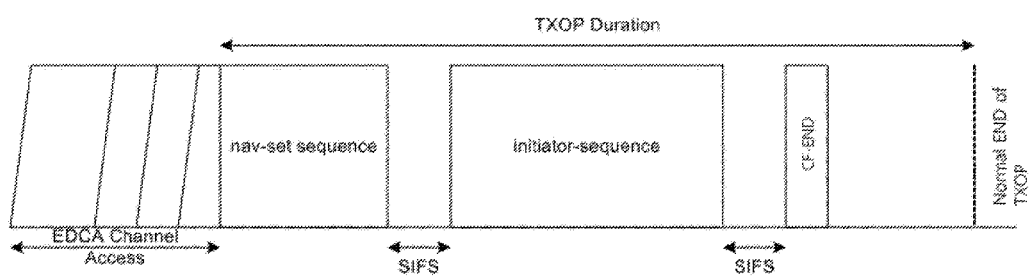 TXOP Duration
nav-set sequence
initiator-sequence
CF-END
Normal END of
TXOP
EDCA Channel
Access
SIFS
SIFS